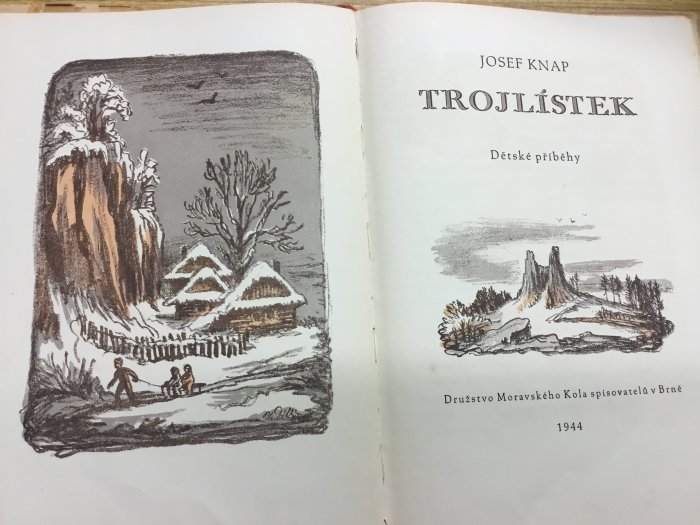 JOSEF KNAP
TROJLÍSTEK
Dětské příběhy
Družstvo Moravského Kola spisovatelů v Brně
1944